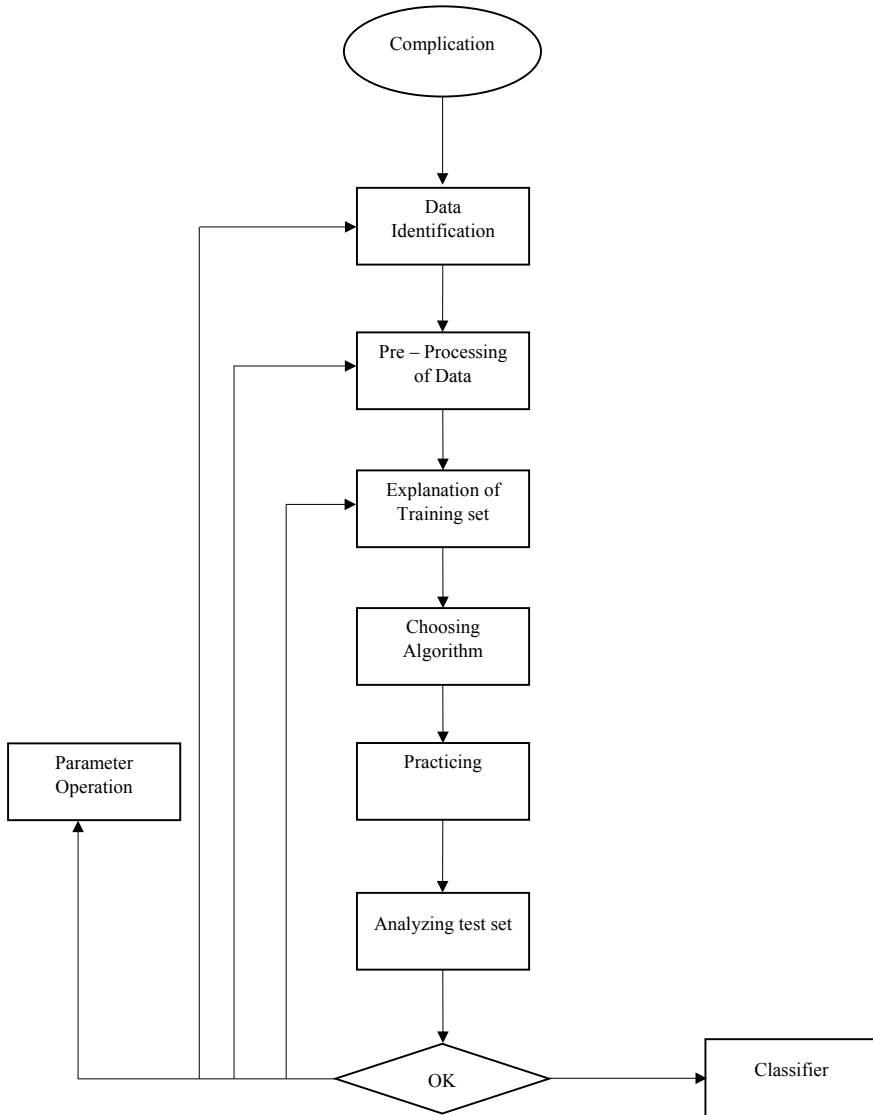 Complication
Data
Identification
Pre – Processing
of Data
Explanation of
Training set
Choosing
Algorithm
Parameter
Operation
Practicing
Analyzing test set
OK
Classifier